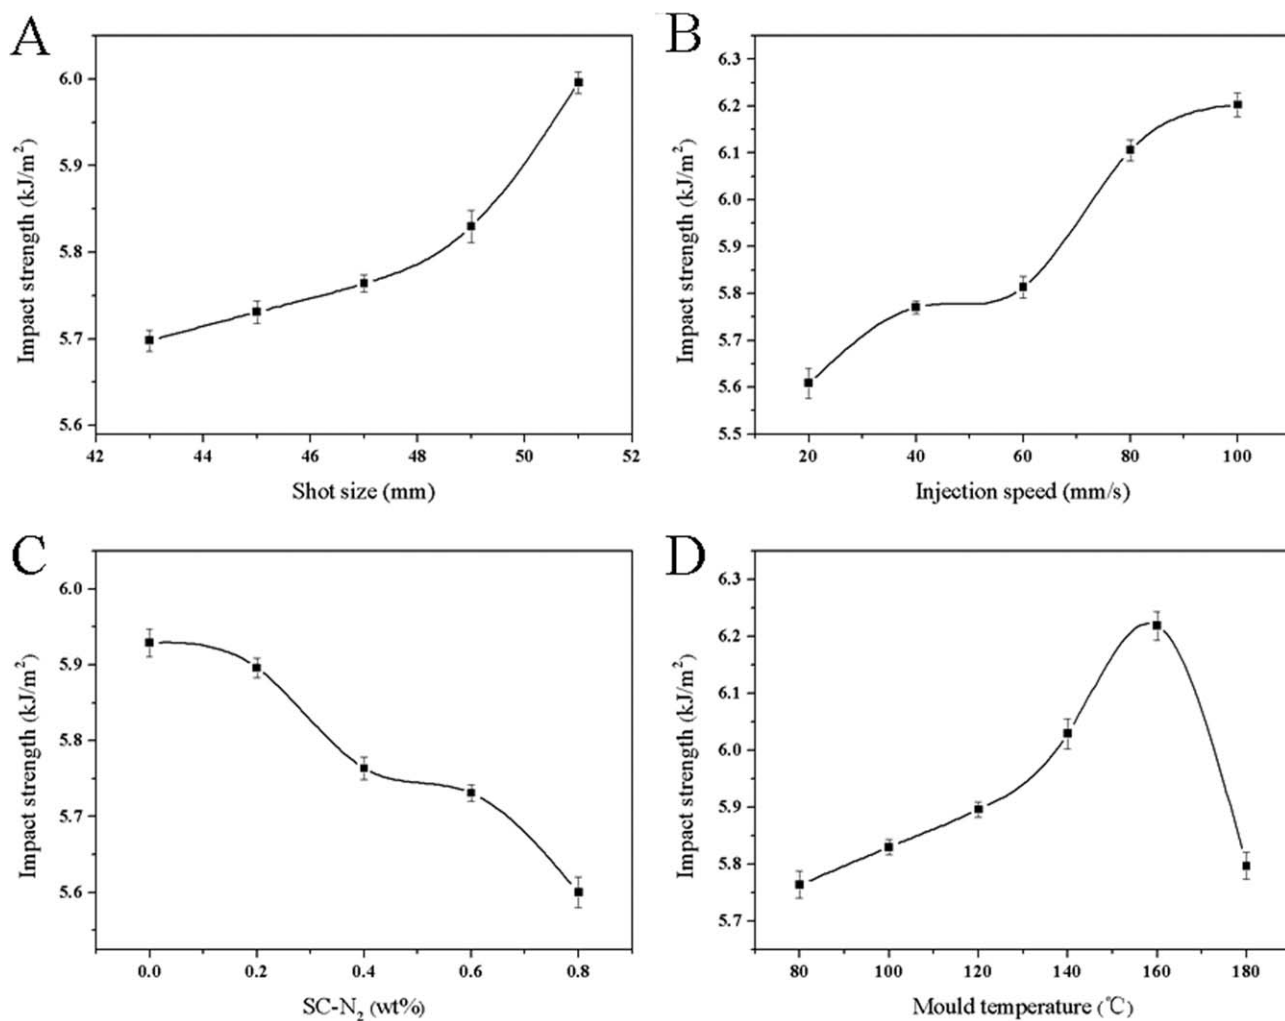 A
Impact strength (kJ/m²)
6.0
5.9
5.8
5.7
5.6
42 44 46 48 50 52
Shot size (mm)
B
Impact strength (kJ/m²)
6.3
6.2
6.1
6.0
5.9
5.8
5.7
5.6
5.5
20 40 60 80 100
Injection speed (mm/s)
C
Impact strength (kJ/m²)
6.0
5.9
5.8
5.7
5.6
0.0 0.2 0.4 0.6 0.8
SC-N₂ (wt%)
D
Impact strength (kJ/m²)
6.3
6.2
6.1
6.0
5.9
5.8
5.7
80 100 120 140 160 180
Mould temperature (℃)